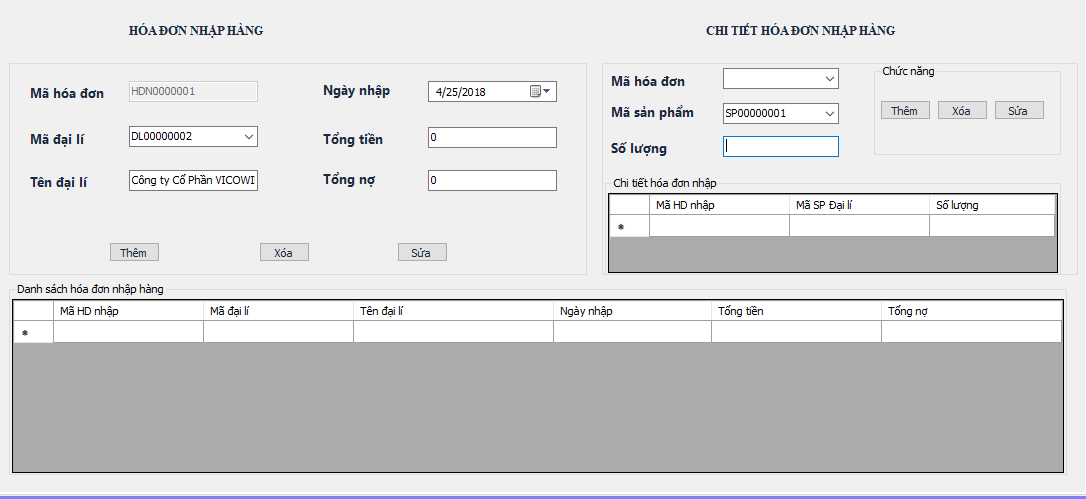 HÓA ĐƠN NHẬP HÀNG
Mã hóa đơn
HDN0000001
Ngày nhập
4/25/2018
Mã đại lí
DL00000002
Tổng tiền
0
Tên đại lí
Công ty Cổ Phần VICOWI
Tổng nợ
0
Thêm
Xóa
Sửa
CHI TIẾT HÓA ĐƠN NHẬP HÀNG
Mã hóa đơn
Mã sản phẩm
SP00000001
Số lượng
Chức năng
Thêm
Xóa
Sửa
Chi tiết hóa đơn nhập
Mã HD nhập Mã SP Đại lí Số lượng
Danh sách hóa đơn nhập hàng
Mã HD nhập Mã đại lí Tên đại lí Ngày nhập Tổng tiền Tổng nợ